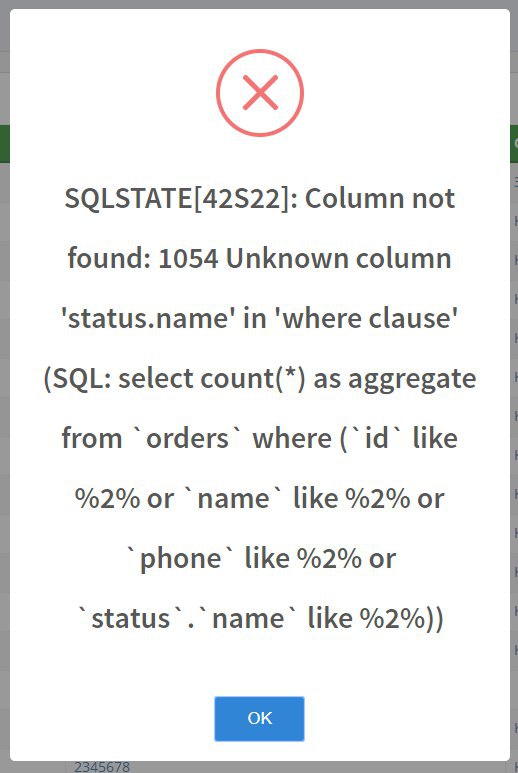 SQLSTATE[42S22]: Column not
found: 1054 Unknown column
'status.name' in 'where clause'
(SQL: select count(*) as aggregate
from `orders` where (`id` like
%2% or `name` like %2% or
`phone` like %2% or
`status`.`name` like %2%))
OK
2345678